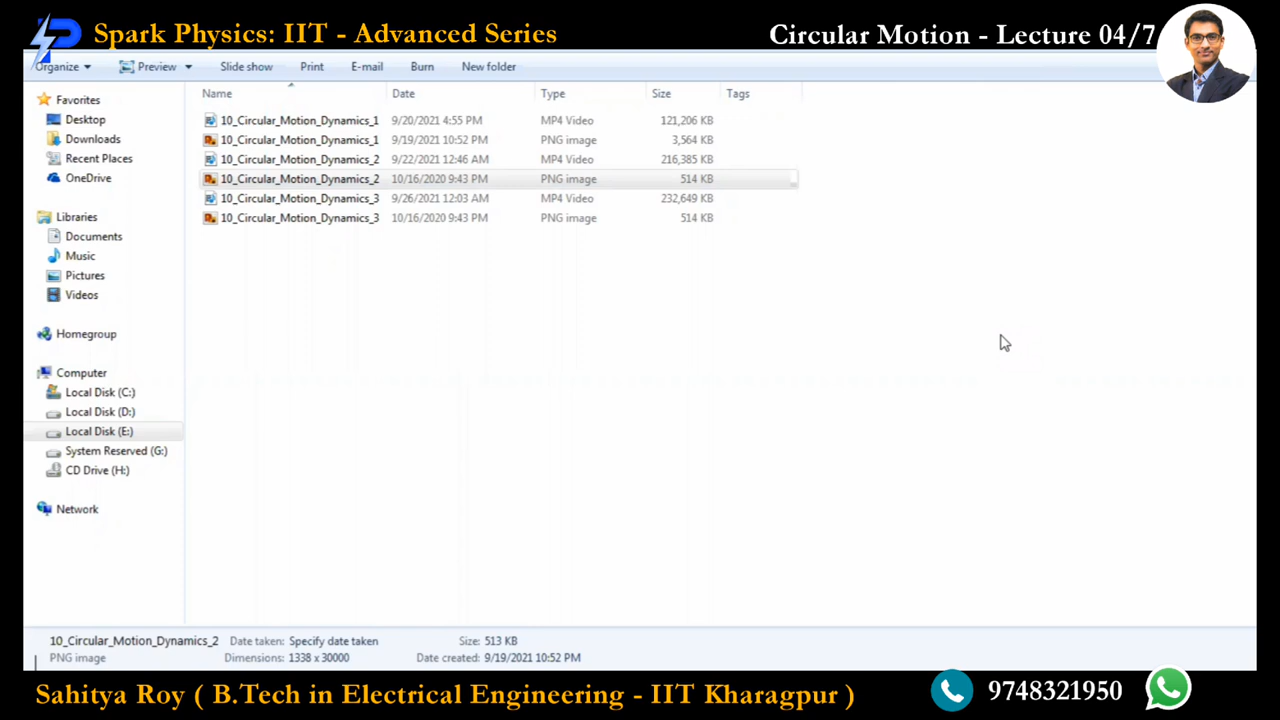 Spark Physics: IIT - Advanced Series
Circular Motion - Lecture 04/7
Organize Preview Slide show Print E-mail Burn New folder
Name Date Type Size Tags
10_Circular_Motion_Dynamics_1 9/20/2021 4:55 PM MP4 Video 121,206 KB
10_Circular_Motion_Dynamics_1 9/19/2021 10:52 PM PNG image 3,564 KB
10_Circular_Motion_Dynamics_2 9/22/2021 12:46 AM MP4 Video 216,385 KB
10_Circular_Motion_Dynamics_2 10/16/2020 9:43 PM PNG image 514 KB
10_Circular_Motion_Dynamics_3 9/26/2021 12:03 AM MP4 Video 232,649 KB
10_Circular_Motion_Dynamics_3 10/16/2020 9:43 PM PNG image 514 KB
Favorites
Desktop
Downloads
Recent Places
OneDrive
Libraries
Documents
Music
Pictures
Videos
Homegroup
Computer
Local Disk (C:)
Local Disk (D:)
Local Disk (E:)
System Reserved (G:)
CD Drive (H:)
Network
10_Circular_Motion_Dynamics_2 Date taken: Specify date taken Size: 513 KB
PNG image Dimensions: 1338 x 30000 Date created: 9/19/2021 10:52 PM
Sahitya Roy ( B.Tech in Electrical Engineering - IIT Kharagpur )
9748321950